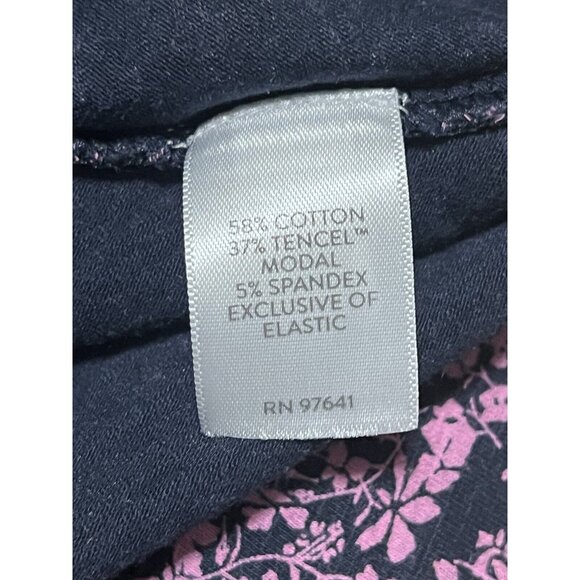 58% COTTON
37% TENCEL™
MODAL
5% SPANDEX
EXCLUSIVE OF
ELASTIC
RN 97641